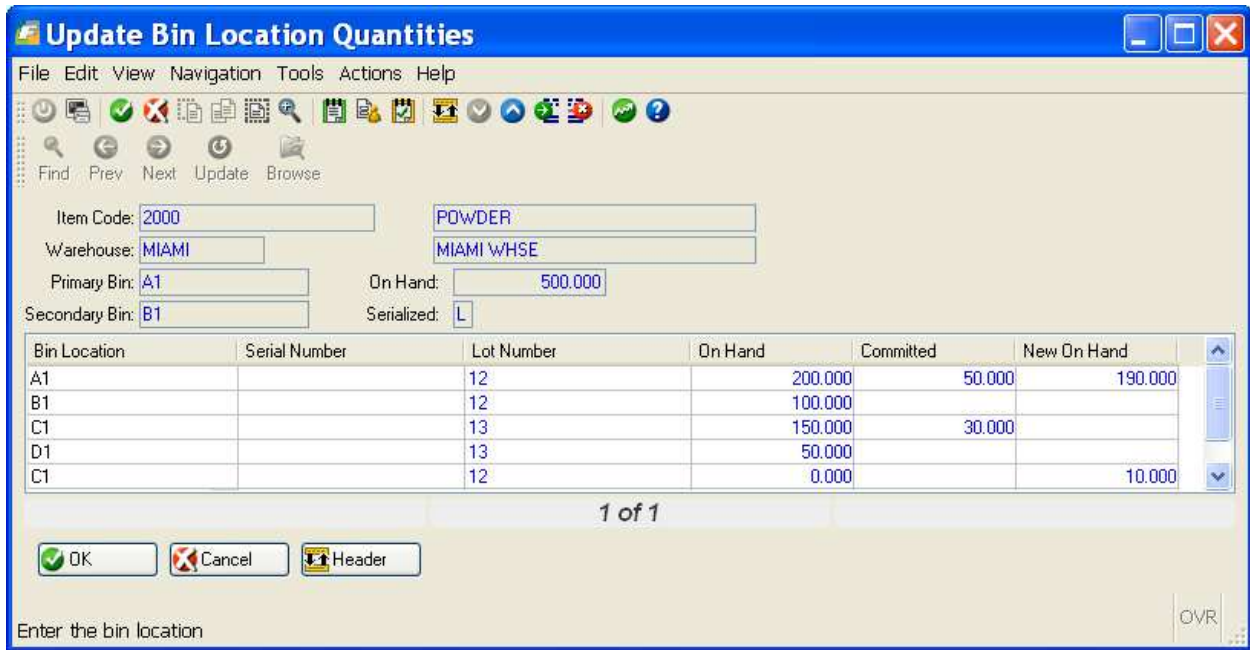 Update Bin Location Quantities
File Edit View Navigation Tools Actions Help
Find Prev Next Update Browse
Item Code: 2000 POWDER
Warehouse: MIAMI MIAMI WHSE
Primary Bin: A1 On Hand: 500.000
Secondary Bin: B1 Serialized: L
Bin Location Serial Number Lot Number On Hand Committed New On Hand
A1 12 200.000 50.000 190.000
B1 12 100.000
C1 13 150.000 30.000
D1 13 50.000
C1 12 0.000 10.000
1 of 1
OK Cancel Header
Enter the bin location OVR